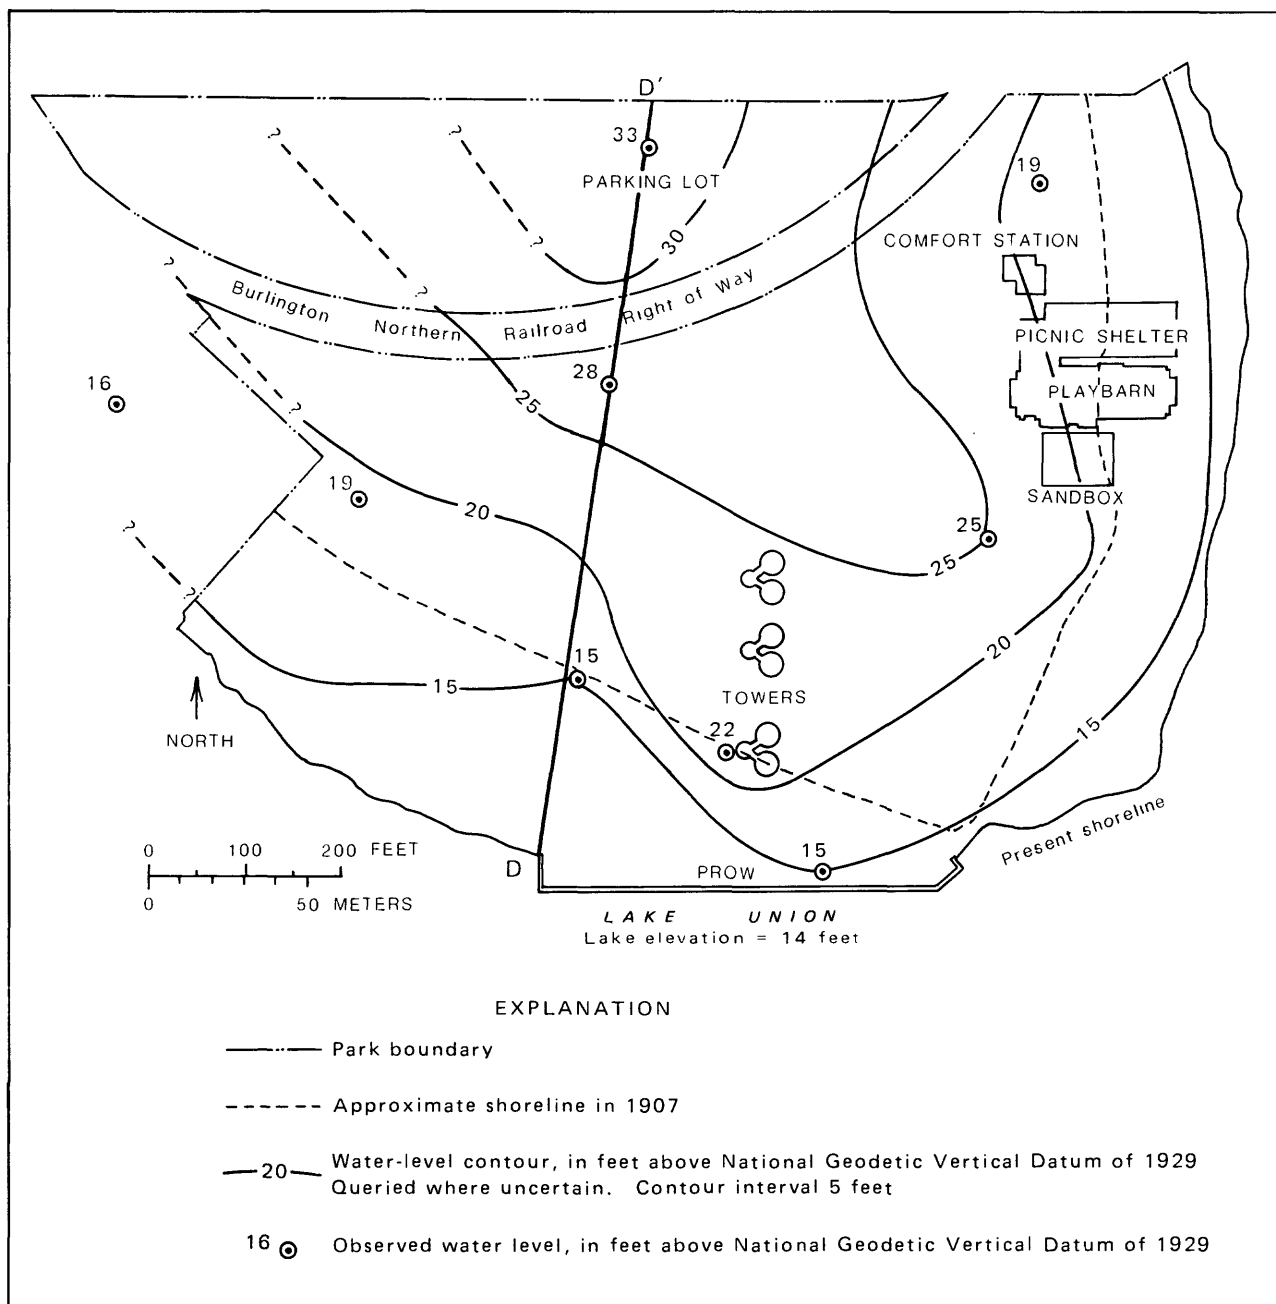 D'
33
PARKING LOT
19
30
COMFORT STATION
Burlington Northern Railroad Right of Way
PICNIC SHELTER
16
28
25
PLAYBARN
19
20
SANDBOX
25
25
15
15
20
TOWERS
22
15
NORTH
0 100 200 FEET
0 50 METERS
D
PROW
15
Present shoreline
LAKE UNION
Lake elevation = 14 feet
EXPLANATION
Park boundary
Approximate shoreline in 1907
20 Water-level contour, in feet above National Geodetic Vertical Datum of 1929
Queried where uncertain. Contour interval 5 feet
16 Observed water level, in feet above National Geodetic Vertical Datum of 1929
? ? ? ? ? ? ? ?